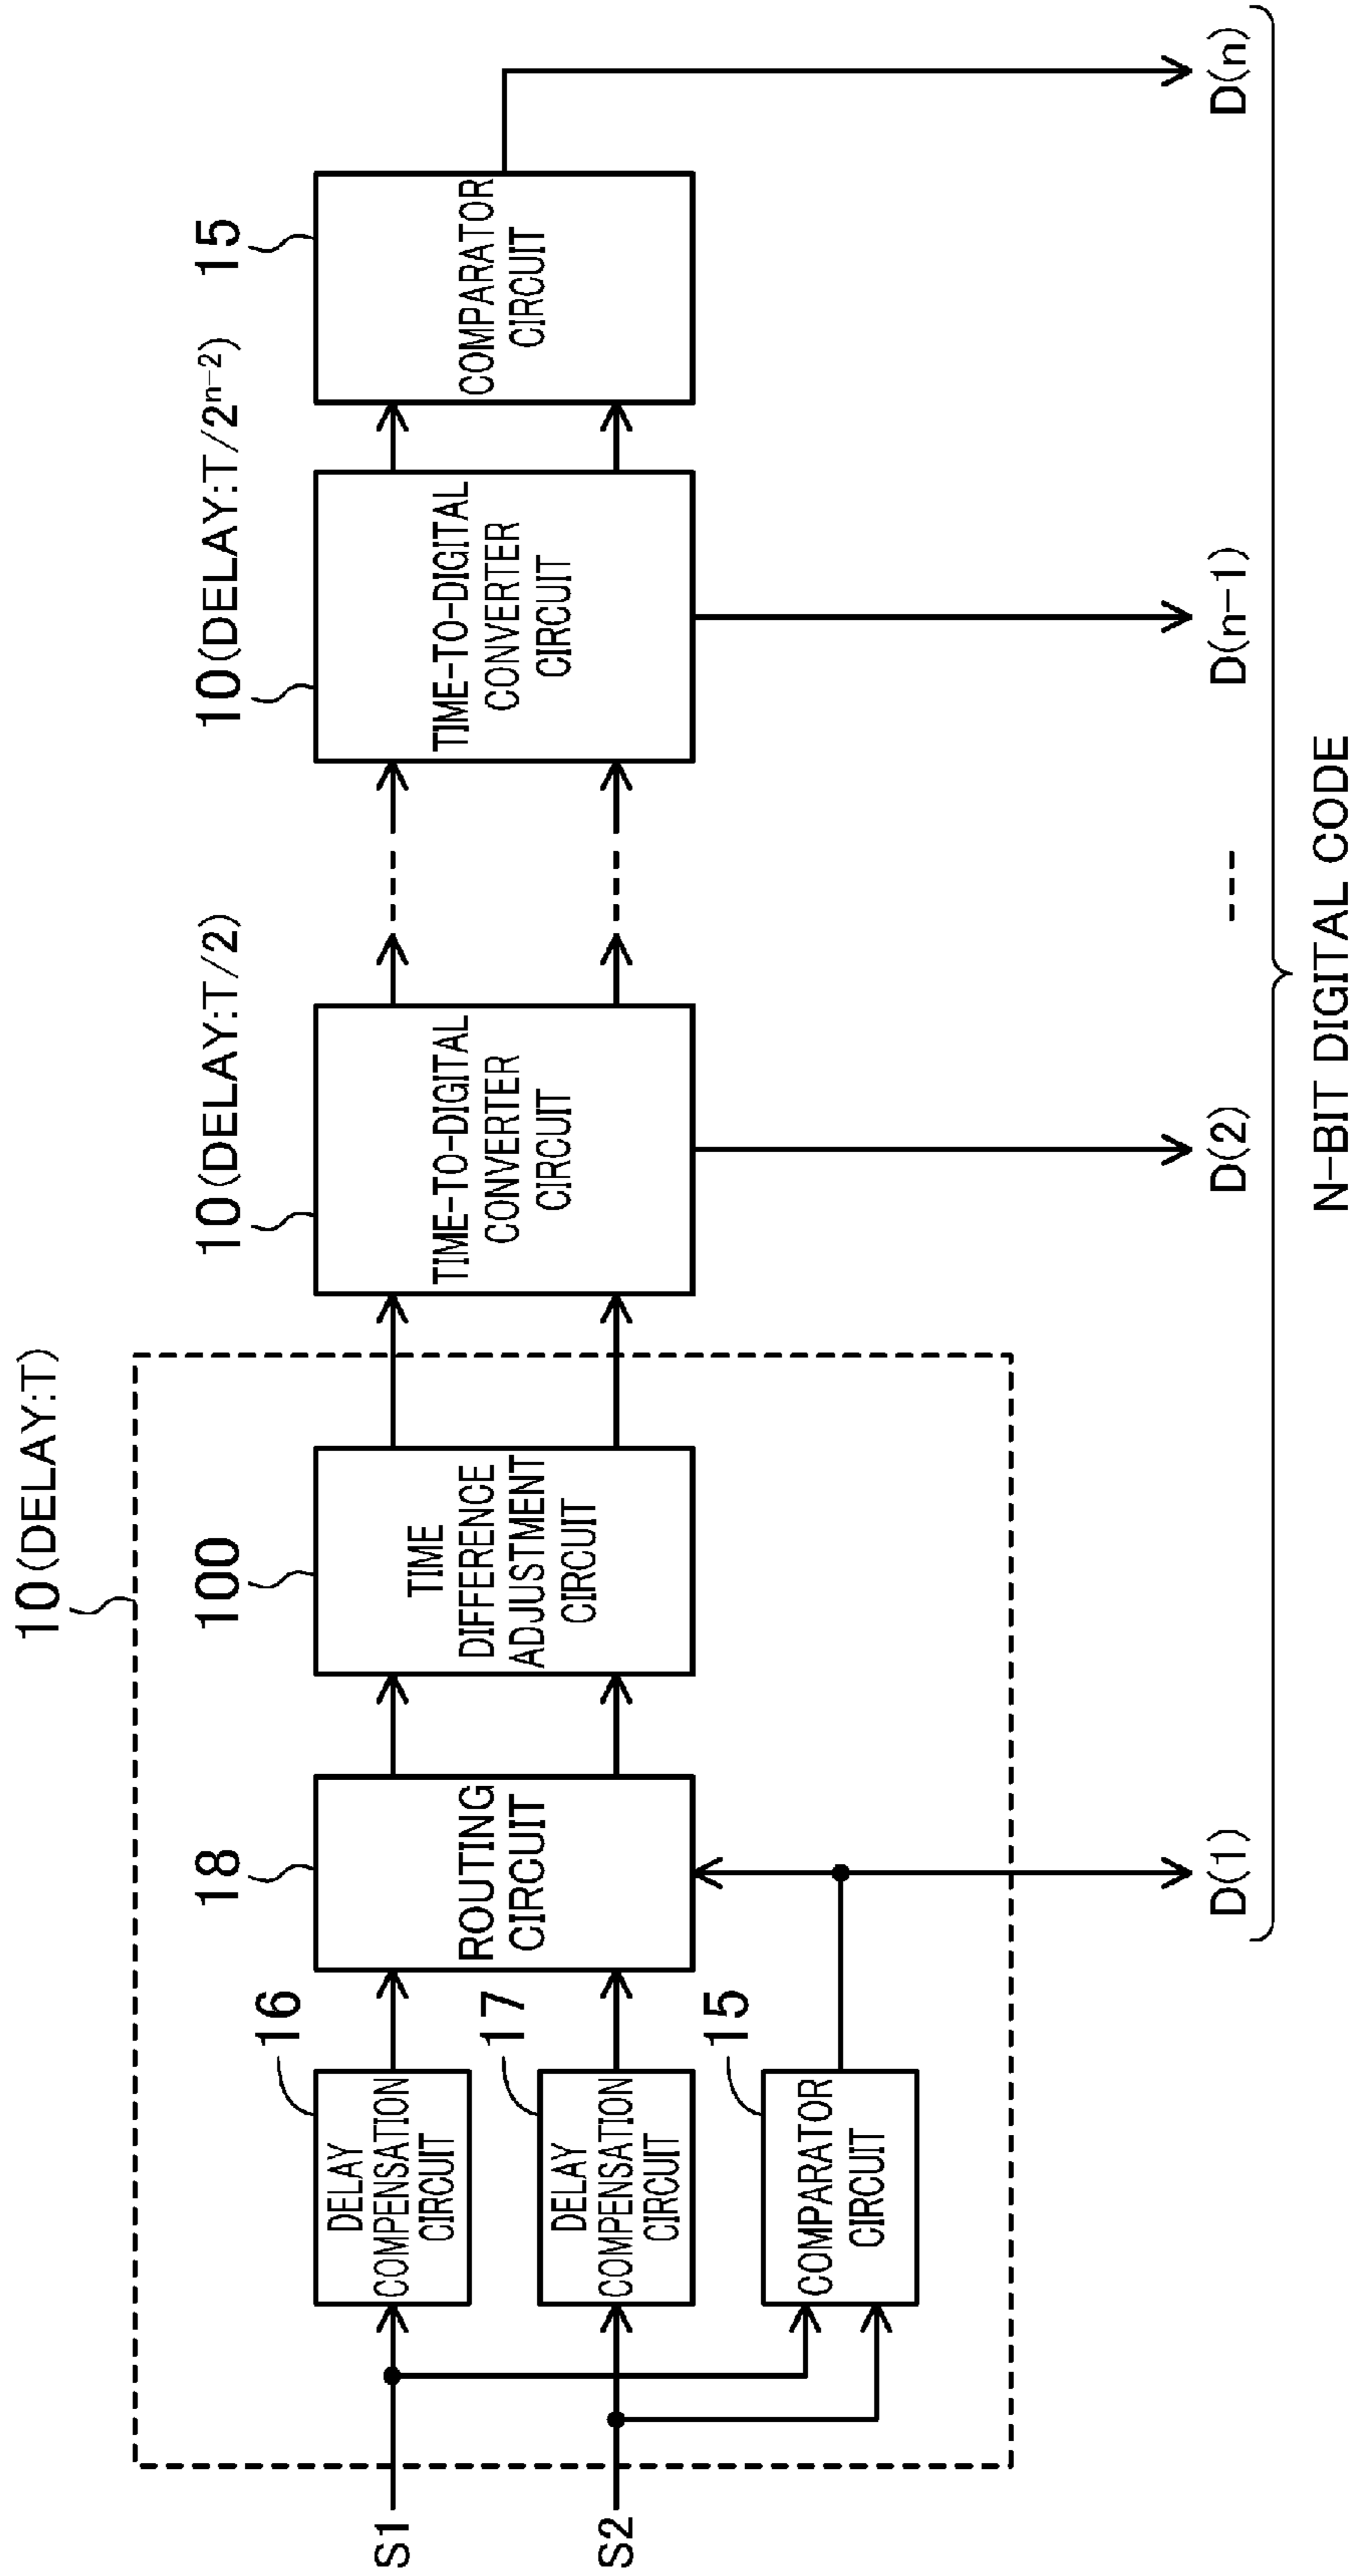 10(DELAY:T)
16
DELAY
COMPENSATION
CIRCUIT
17
DELAY
COMPENSATION
CIRCUIT
15
COMPARATOR
CIRCUIT
18
ROUTING
CIRCUIT
100
TIME
DIFFERENCE
ADJUSTMENT
CIRCUIT
10(DELAY:T/2)
TIME-TO-DIGITAL
CONVERTER
CIRCUIT
10(DELAY:T/2ⁿ⁻²)
TIME-TO-DIGITAL
CONVERTER
CIRCUIT
15
COMPARATOR
CIRCUIT
S1
S2
D(1)
D(2)
D(n-1)
D(n)
N-BIT DIGITAL CODE